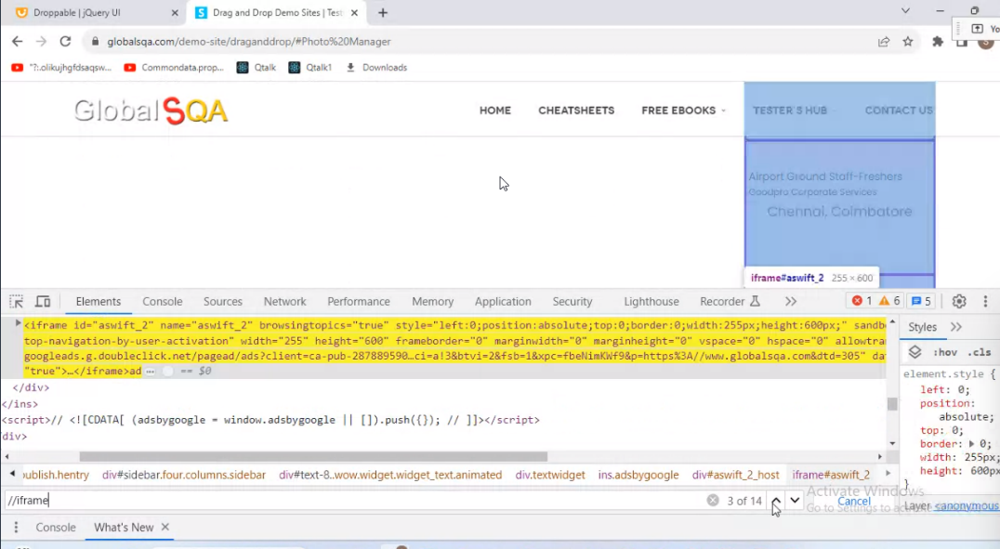 Droppable | jQuery UI
Drag and Drop Demo Sites | Test
globalsqa.com/demo-site/draganddrop/#Photo%20Manager
Yo
"?:.olikujhgfdsaqsw...
Commondata.prop...
Qtalk
Qtalk1
Downloads
GlobalSQA
HOME
CHEATSHEETS
FREE EBOOKS
TESTER'S HUB
CONTACT US
Airport Ground Staff-Freshers
Goodpro Corporate Services
Chennai, Coimbatore
iframe#aswift_2 255 × 600
Elements
Console
Sources
Network
Performance
Memory
Application
Security
Lighthouse
Recorder
1
6
5
<iframe id="aswift_2" name="aswift_2" browsingtopics="true" style="left:0;position:absolute;top:0;border:0;width:255px;height:600px;" sandb
top-navigation-by-user-activation" width="255" height="600" frameborder="0" marginwidth="0" marginheight="0" vspace="0" hspace="0" allowtran
googleads.g.doubleclick.net/pagead/ads?client=ca-pub-287889590…ci=a!3&btvi=2&fsb=1&xpc=fbeNimKWf9&p=https%3A//www.globalsqa.com&dtd=305" da
"true">…</iframe>ad … == $0
</div>
</ins>
<script>// <![CDATA[ (adsbygoogle = window.adsbygoogle || []).push({}); // ]]></script>
div>
Styles
:hov .cls
element.style {
left: 0;
position:
absolute;
top: 0;
border: 0;
width: 255px;
height: 600px
}
Layer <anonymous
publish.hentry
div#sidebar.four.columns.sidebar
div#text-8..wow.widget.widget_text.animated
div.textwidget
ins.adsbygoogle
div#aswift_2_host
iframe#aswift_2
//iframe
3 of 14
Cancel
Activate Windows
Go to Settings to activ
Console
What's New